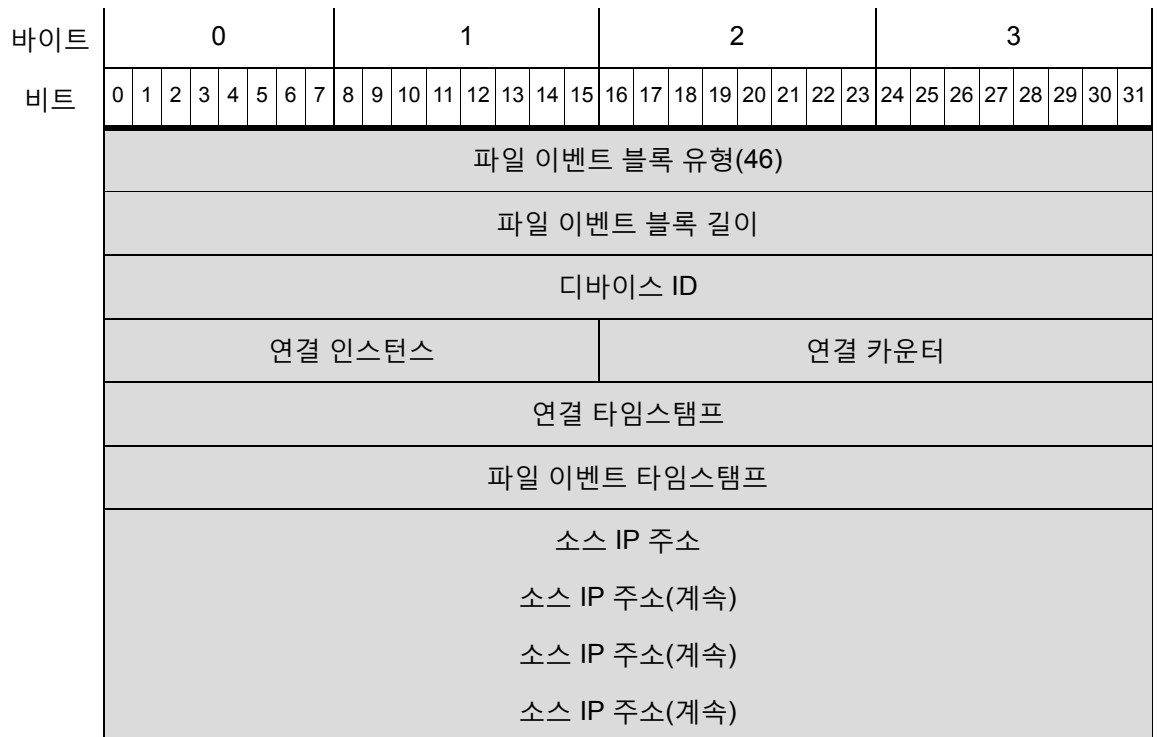 바이트 0 1 2 3
비트 0 1 2 3 4 5 6 7 8 9 10 11 12 13 14 15 16 17 18 19 20 21 22 23 24 25 26 27 28 29 30 31
파일 이벤트 블록 유형(46)
파일 이벤트 블록 길이
디바이스 ID
연결 인스턴스 연결 카운터
연결 타임스탬프
파일 이벤트 타임스탬프
소스 IP 주소
소스 IP 주소(계속)
소스 IP 주소(계속)
소스 IP 주소(계속)